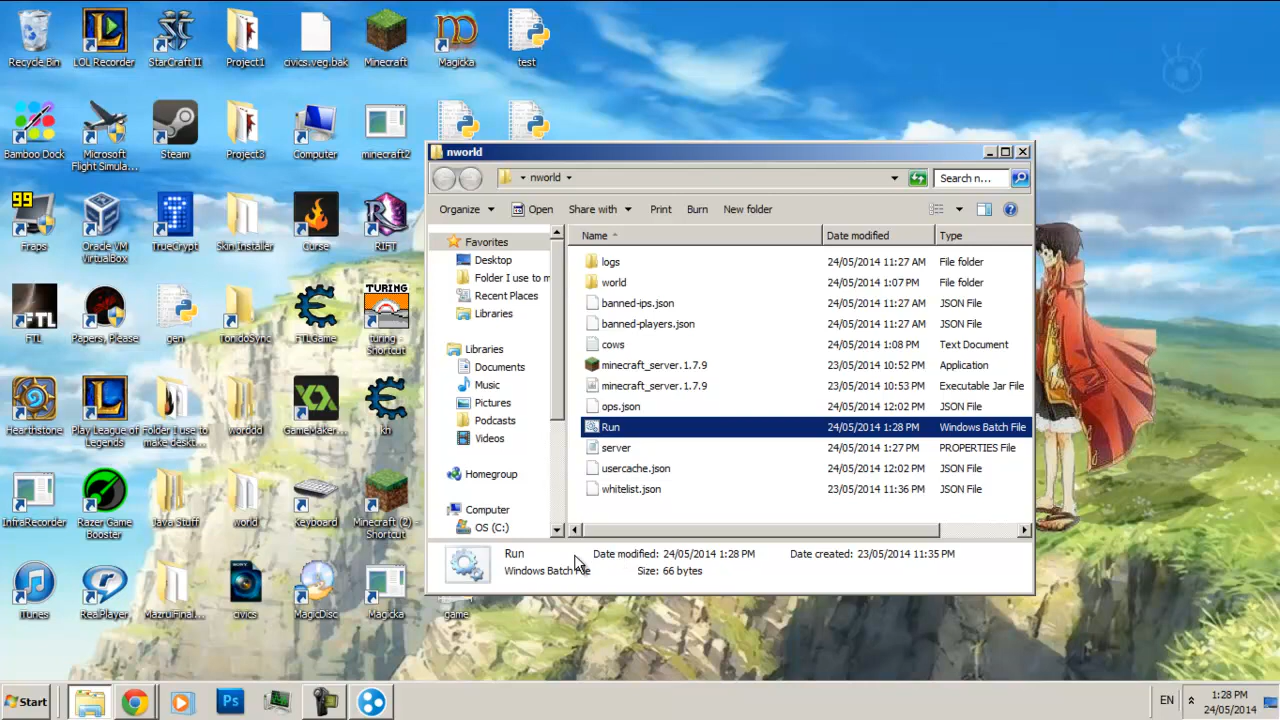 Recycle Bin
LOL Recorder
StarCraft II
Project1
civics.veg.bak
Minecraft
Magicka
test
Bamboo Dock
Microsoft Flight Simula...
Steam
Project3
Computer
minecraft2
99
Fraps
Oracle VM VirtualBox
TrueCrypt
Skin Installer
Curse
RIFT
FTL
FTL
Papers, Please
gen
TonidoSync
FTLGame
TURING
turing - Shortcut
Hearthstone
Play League of Legends
Folder I use to make deskt...
worddd
GameMaker...
kh
InfraRecorder
Razer Game Booster
Java Stuff
world
Keyboard
Minecraft (2) - Shortcut
iTunes
RealPlayer
MazruiFinal...
SONY
civics
MagicDisc
Magicka
game
nworld
nworld
Search n...
Organize
Open
Share with
Print
Burn
New folder
Favorites
Desktop
Folder I use to m
Recent Places
Libraries
Libraries
Documents
Music
Pictures
Podcasts
Videos
Homegroup
Computer
OS (C:)
Name Date modified Type
logs 24/05/2014 11:27 AM File folder
world 24/05/2014 1:07 PM File folder
banned-ips.json 24/05/2014 11:27 AM JSON File
banned-players.json 24/05/2014 11:27 AM JSON File
cows 24/05/2014 1:08 PM Text Document
minecraft_server.1.7.9 23/05/2014 10:52 PM Application
minecraft_server.1.7.9 23/05/2014 10:53 PM Executable Jar File
ops.json 24/05/2014 12:02 PM JSON File
Run 24/05/2014 1:28 PM Windows Batch File
server 24/05/2014 1:27 PM PROPERTIES File
usercache.json 24/05/2014 12:02 PM JSON File
whitelist.json 23/05/2014 11:36 PM JSON File
Run Date modified: 24/05/2014 1:28 PM Date created: 23/05/2014 11:35 PM
Windows Batch File Size: 66 bytes
Start
Ps
EN
1:28 PM
24/05/2014